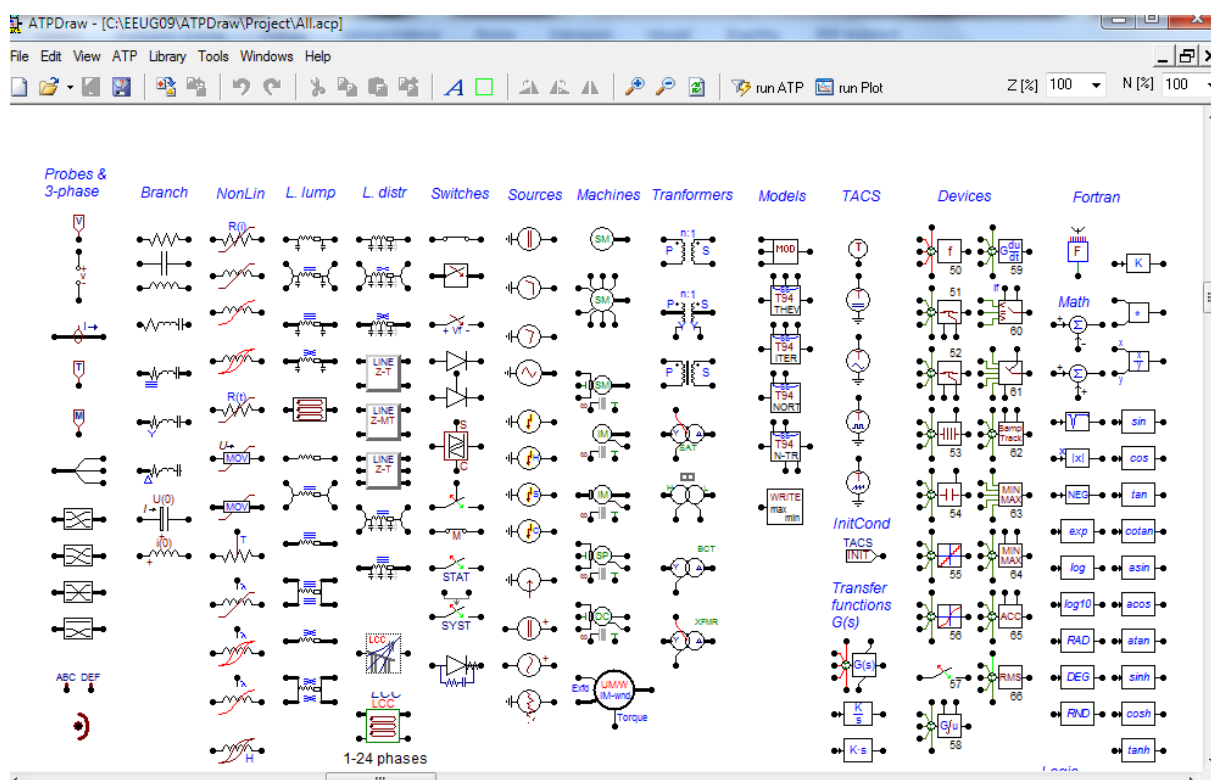 ATPDraw - [C:\EEUG09\ATPDraw\Project\All.acp]
File Edit View ATP Library Tools Windows Help
A run ATP run Plot Z [%] 100 N [%] 100
Probes &
3-phase
Branch NonLin L. lump L. distr Switches Sources Machines Tranformers Models TACS Devices Fortran
V
V
+
-
I
T
M
ABC DEF
Y
Δ
U(0)
I
i(0)
+
R(i)
R(t)
U
MOV
MOV
T
λ
λ
λ
H
LINE
Z-T
LINE
Z-MT
LINE
Z-T
LCC
LCC
1-24 phases
+ Vf -
S
C
M
STAT
SYST
H
S
C
+
+
SM
SM
SM
IM
IM
SP
DC
Exfd
UM/W
IM-wnd
Torque
n:1
P S
n:1
P S
Y Y
P S
Y Δ
SAT
H L
BCT
Y Δ
XFMR
Y Δ
MOD
T94
THEV
T94
ITER
T94
NORT
T94
N-TR
WRITE
max
min
T
InitCond
TACS
INIT
Transfer
functions
G(s)
G(s)
K
s
K·s
f
50
51
52
53
54
55
56
57
G∫u
58
G du
dt
59
If
60
61
Sampl
Track
62
MIN
MAX
63
MIN
MAX
64
ACC
65
RMS
66
F
K
Math
+ Σ
-
*
+ Σ
+
x
x
y
y
sin
x |x| cos
NEG tan
exp cotan
log asin
log10 acos
RAD atan
DEG sinh
RND cosh
tanh